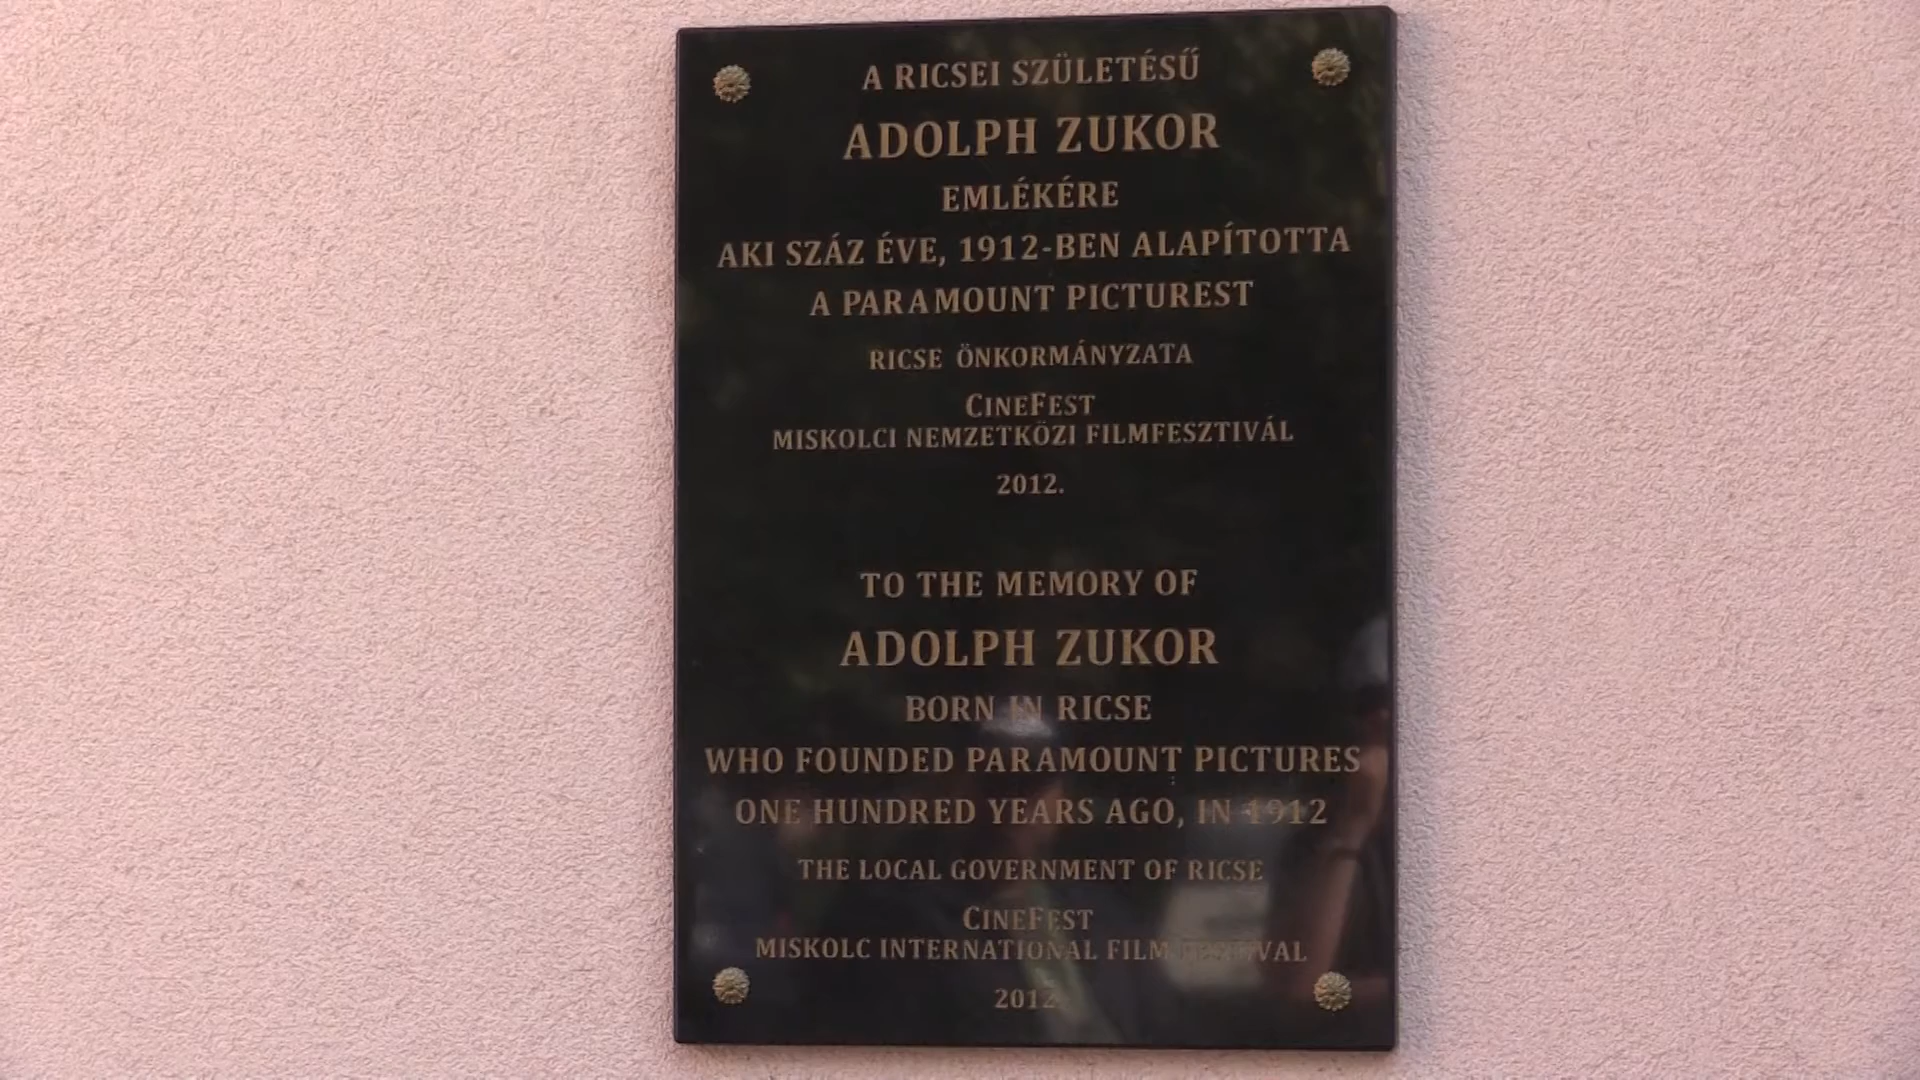 A RICSEI SZÜLETÉSŰ
ADOLPH ZUKOR
EMLÉKÉRE
AKI SZÁZ ÉVE, 1912-BEN ALAPÍTOTTA
A PARAMOUNT PICTUREST
RICSE ÖNKORMÁNYZATA
CINEFEST
MISKOLCI NEMZETKÖZI FILMFESZTIVÁL
2012.
TO THE MEMORY OF
ADOLPH ZUKOR
BORN IN RICSE
WHO FOUNDED PARAMOUNT PICTURES
ONE HUNDRED YEARS AGO, IN 1912
THE LOCAL GOVERNMENT OF RICSE
CINEFEST
MISKOLC INTERNATIONAL FILM FESTIVAL
2012.